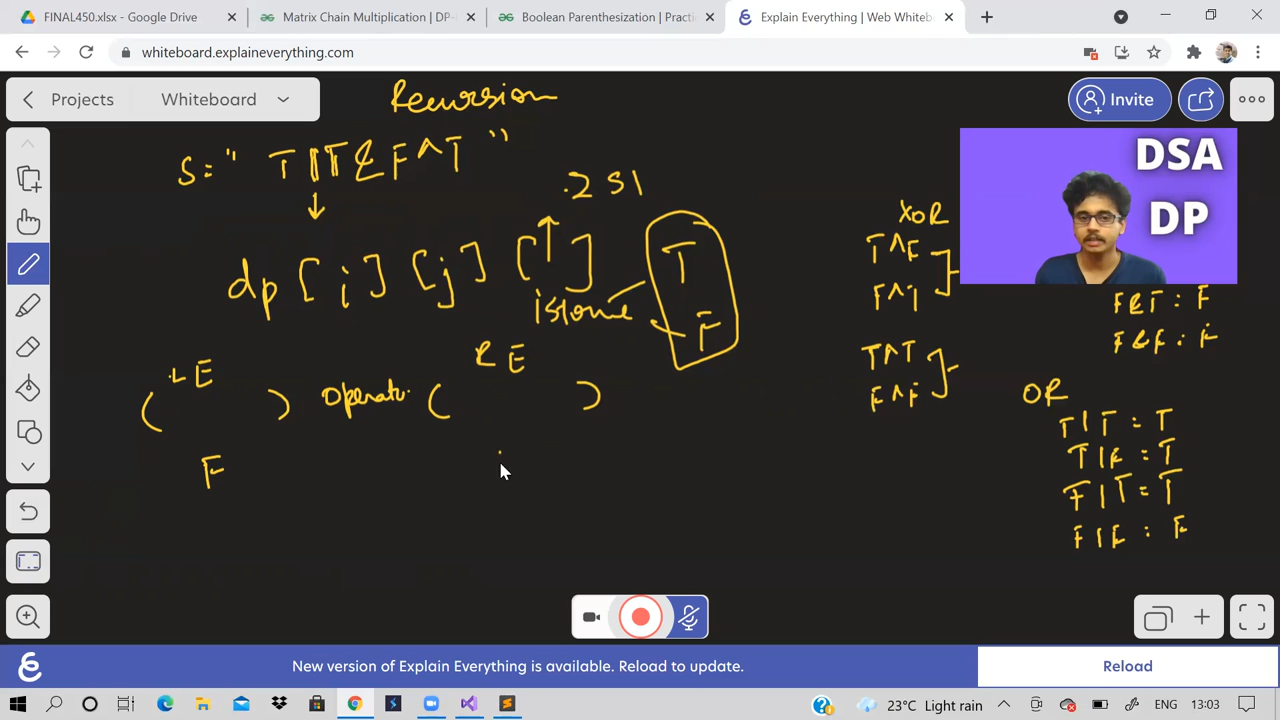 FINAL450.xlsx - Google Drive
Matrix Chain Multiplication | DP-
Boolean Parenthesization | Practi
Explain Everything | Web Whiteb
whiteboard.explaineverything.com
Projects
Whiteboard
Invite
Recursion
S = " T|T&F^T "
.2 51
dp [i] [j] [ ]
istrue
T
F
LE
RE
( ) Operator ( )
F
XOR
T^F
F^T
T^T
F^F
DSA
DP
F&T : F
F&F : F
OR
T|T = T
T|F = T
F|T = T
F|F : F
New version of Explain Everything is available. Reload to update.
Reload
23°C Light rain
ENG
13:03